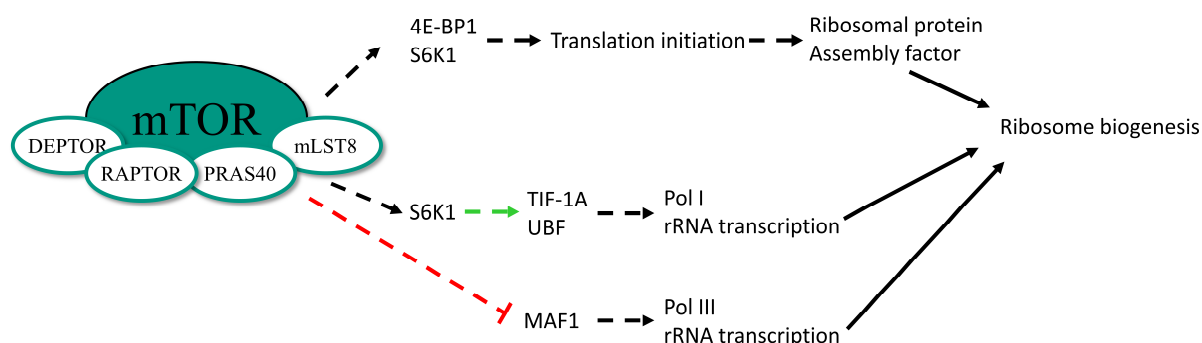 mTOR
DEPTOR
RAPTOR
PRAS40
mLST8
4E-BP1
S6K1
Translation initiation
Ribosomal protein
Assembly factor
Ribosome biogenesis
S6K1
TIF-1A
UBF
Pol I
rRNA transcription
MAF1
Pol III
rRNA transcription